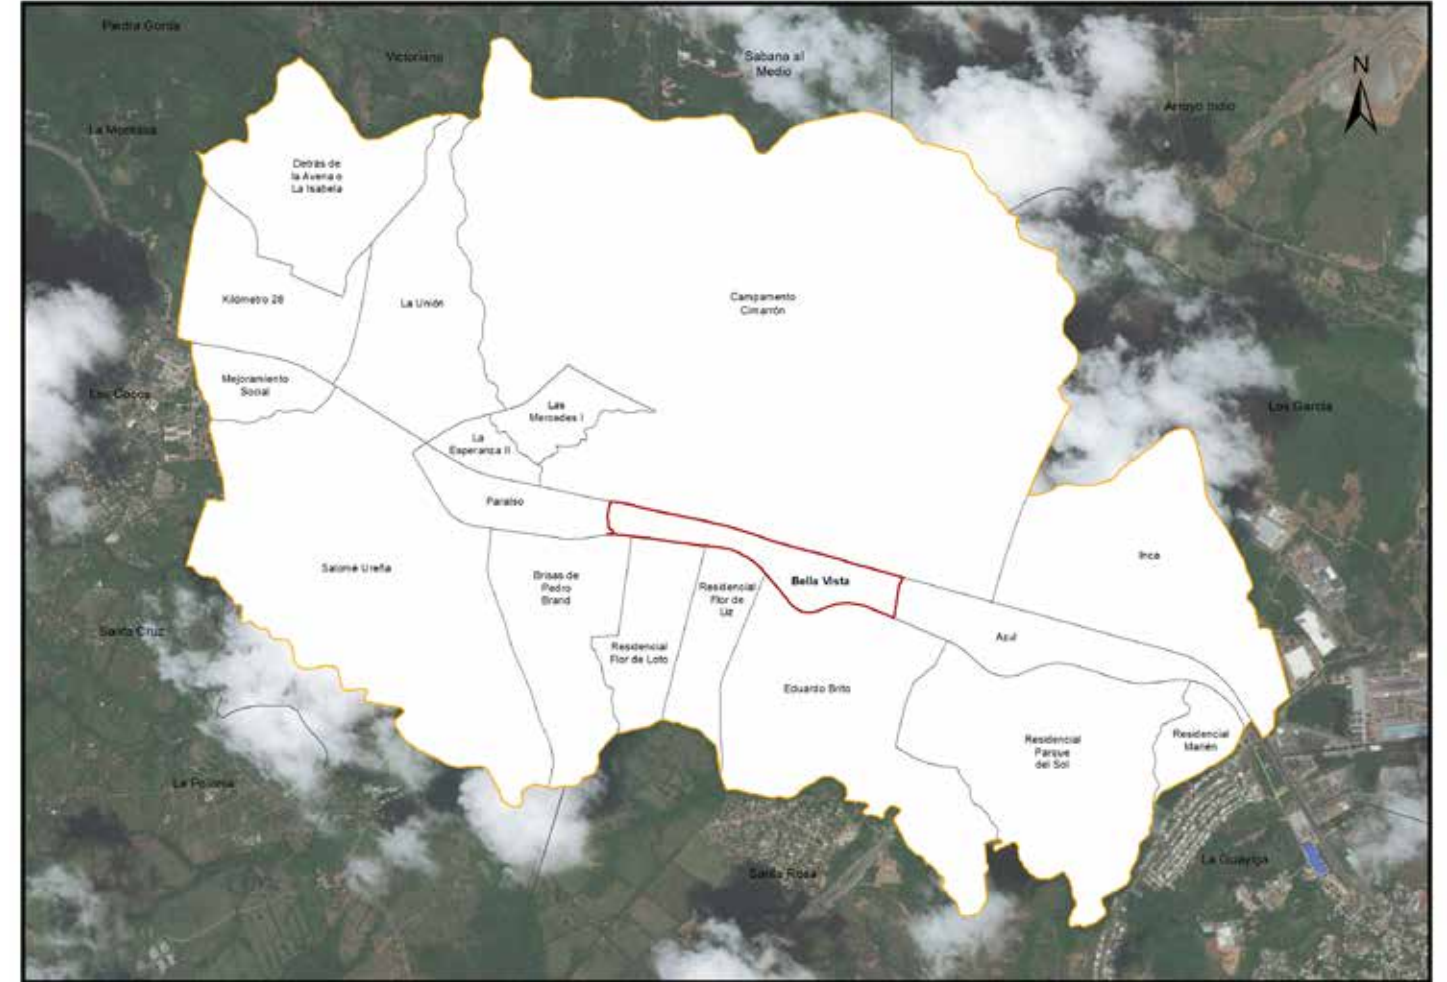 Piedra Gorda
Victoriano
Sabana al
Medio
N
Arroyo Indio
La Montasa
Detrás de
la Avena o
La Isabela
Kilómetro 28
La Unión
Campamento
Cimarrón
Mejoramiento
Social
Los Cocos
Las
Mercedes I
Los García
La
Esperanza II
Paraíso
Inca
Salomé Ureña
Brisas de
Pedro
Brand
Residencial
Flor de
Liz
Bella Vista
Santa Cruz
Azul
Residencial
Flor de Loto
Eduardo Brito
Residencial
Parque
del Sol
Residencial
Marién
La Polonia
Santa Rosa
La Guayiga